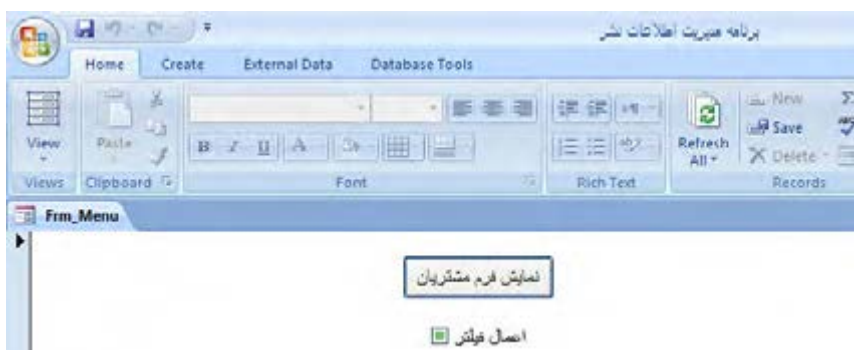 برنامه مدیریت اطلاعات نشر
Home Create External Data Database Tools
View
Paste
B I U A
Refresh All
New
Save
Delete
Views Clipboard Font Rich Text Records
Frm_Menu
نمایش فرم مشتریان
اعمال فیلتر